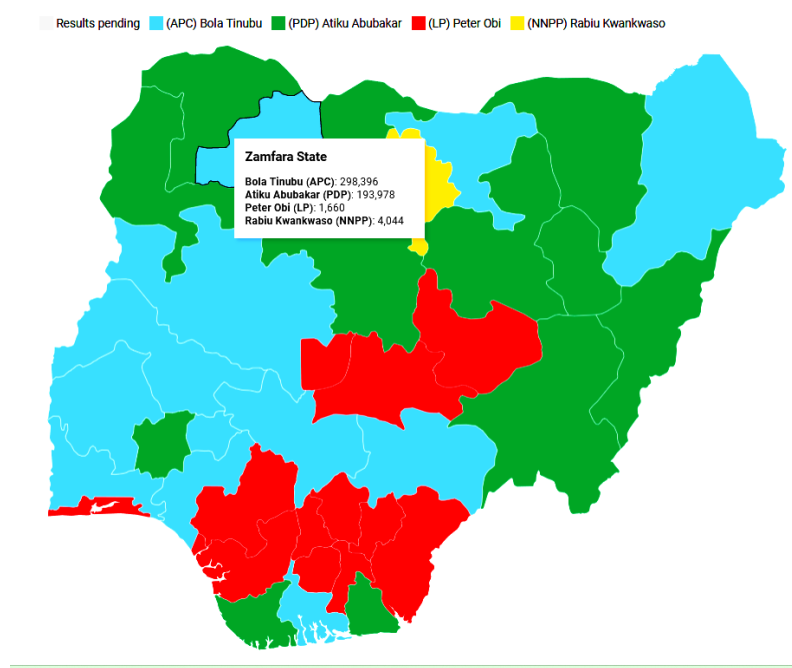 Results pending (APC) Bola Tinubu (PDP) Atiku Abubakar (LP) Peter Obi (NNPP) Rabiu Kwankwaso
Zamfara State
Bola Tinubu (APC): 298,396
Atiku Abubakar (PDP): 193,978
Peter Obi (LP): 1,660
Rabiu Kwankwaso (NNPP): 4,044